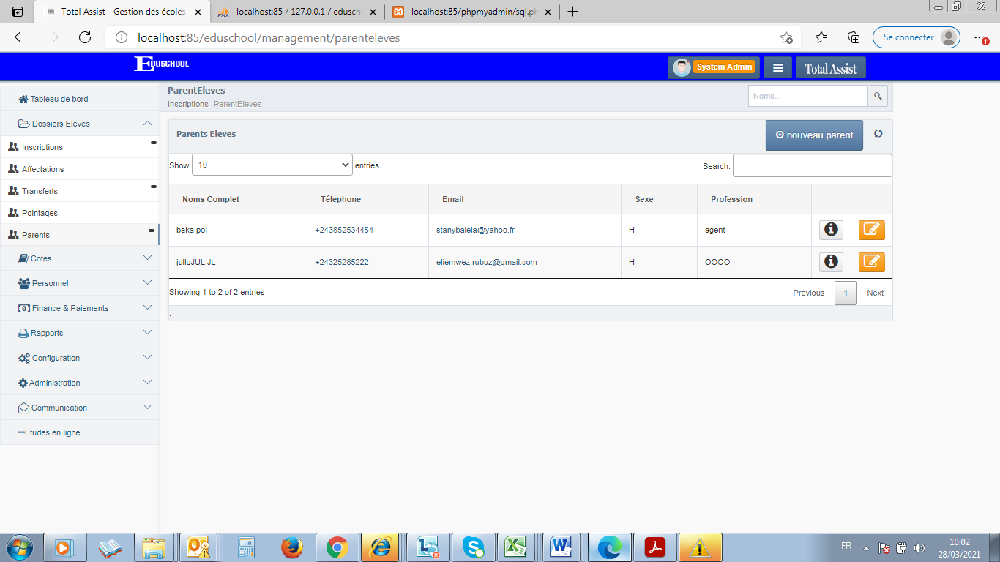 Total Assist - Gestion des écoles
localhost:85 / 127.0.0.1 / edusch
localhost:85/phpmyadmin/sql.ph
localhost:85/eduschool/management/parenteleves
Se connecter
EDUSCHOOL
System Admin
Total Assist
Tableau de bord
Dossiers Eleves
Inscriptions
Affectations
Transferts
Pointages
Parents
Cotes
Personnel
Finance & Paiements
Rapports
Configuration
Administration
Communication
Etudes en ligne
ParentEleves
Inscriptions ParentEleves
Noms...
Parents Eleves
nouveau parent
Show 10 entries
Search:
Noms Complet Télephone Email Sexe Profession
baka pol +243852534454 stanybalela@yahoo.fr H agent
julloJUL JL +24325285222 eliemwez.rubuz@gmail.com H OOOO
Showing 1 to 2 of 2 entries
Previous 1 Next
.
FR
10:02
28/03/2021